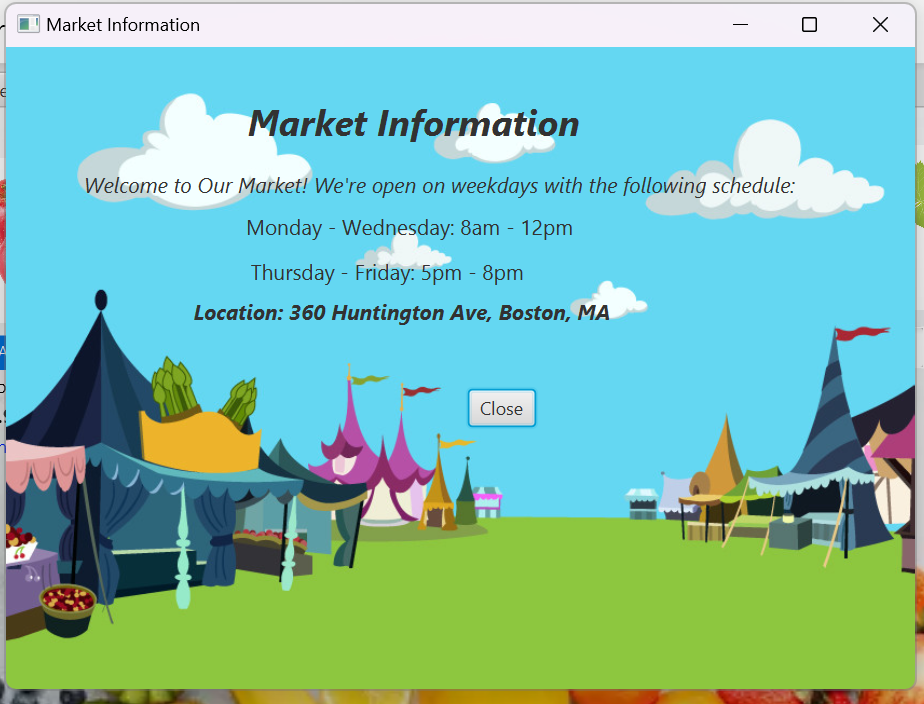 Market Information
Market Information
Welcome to Our Market! We're open on weekdays with the following schedule:
Monday - Wednesday: 8am - 12pm
Thursday - Friday: 5pm - 8pm
Location: 360 Huntington Ave, Boston, MA
Close